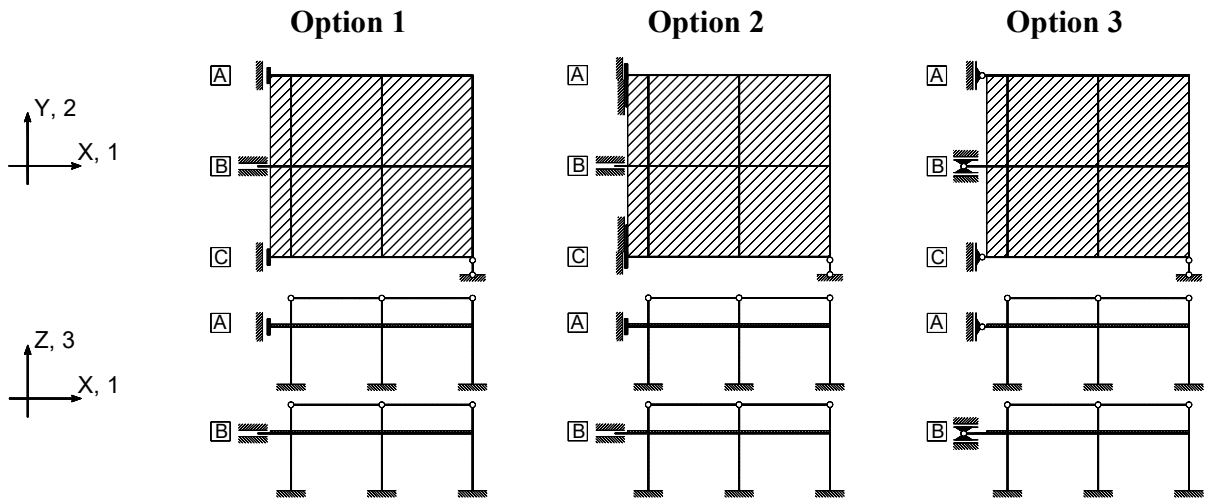 Option 1 Option 2 Option 3
A A A
Y, 2
X, 1
B B B
C C C
A A A
Z, 3
X, 1
B B B